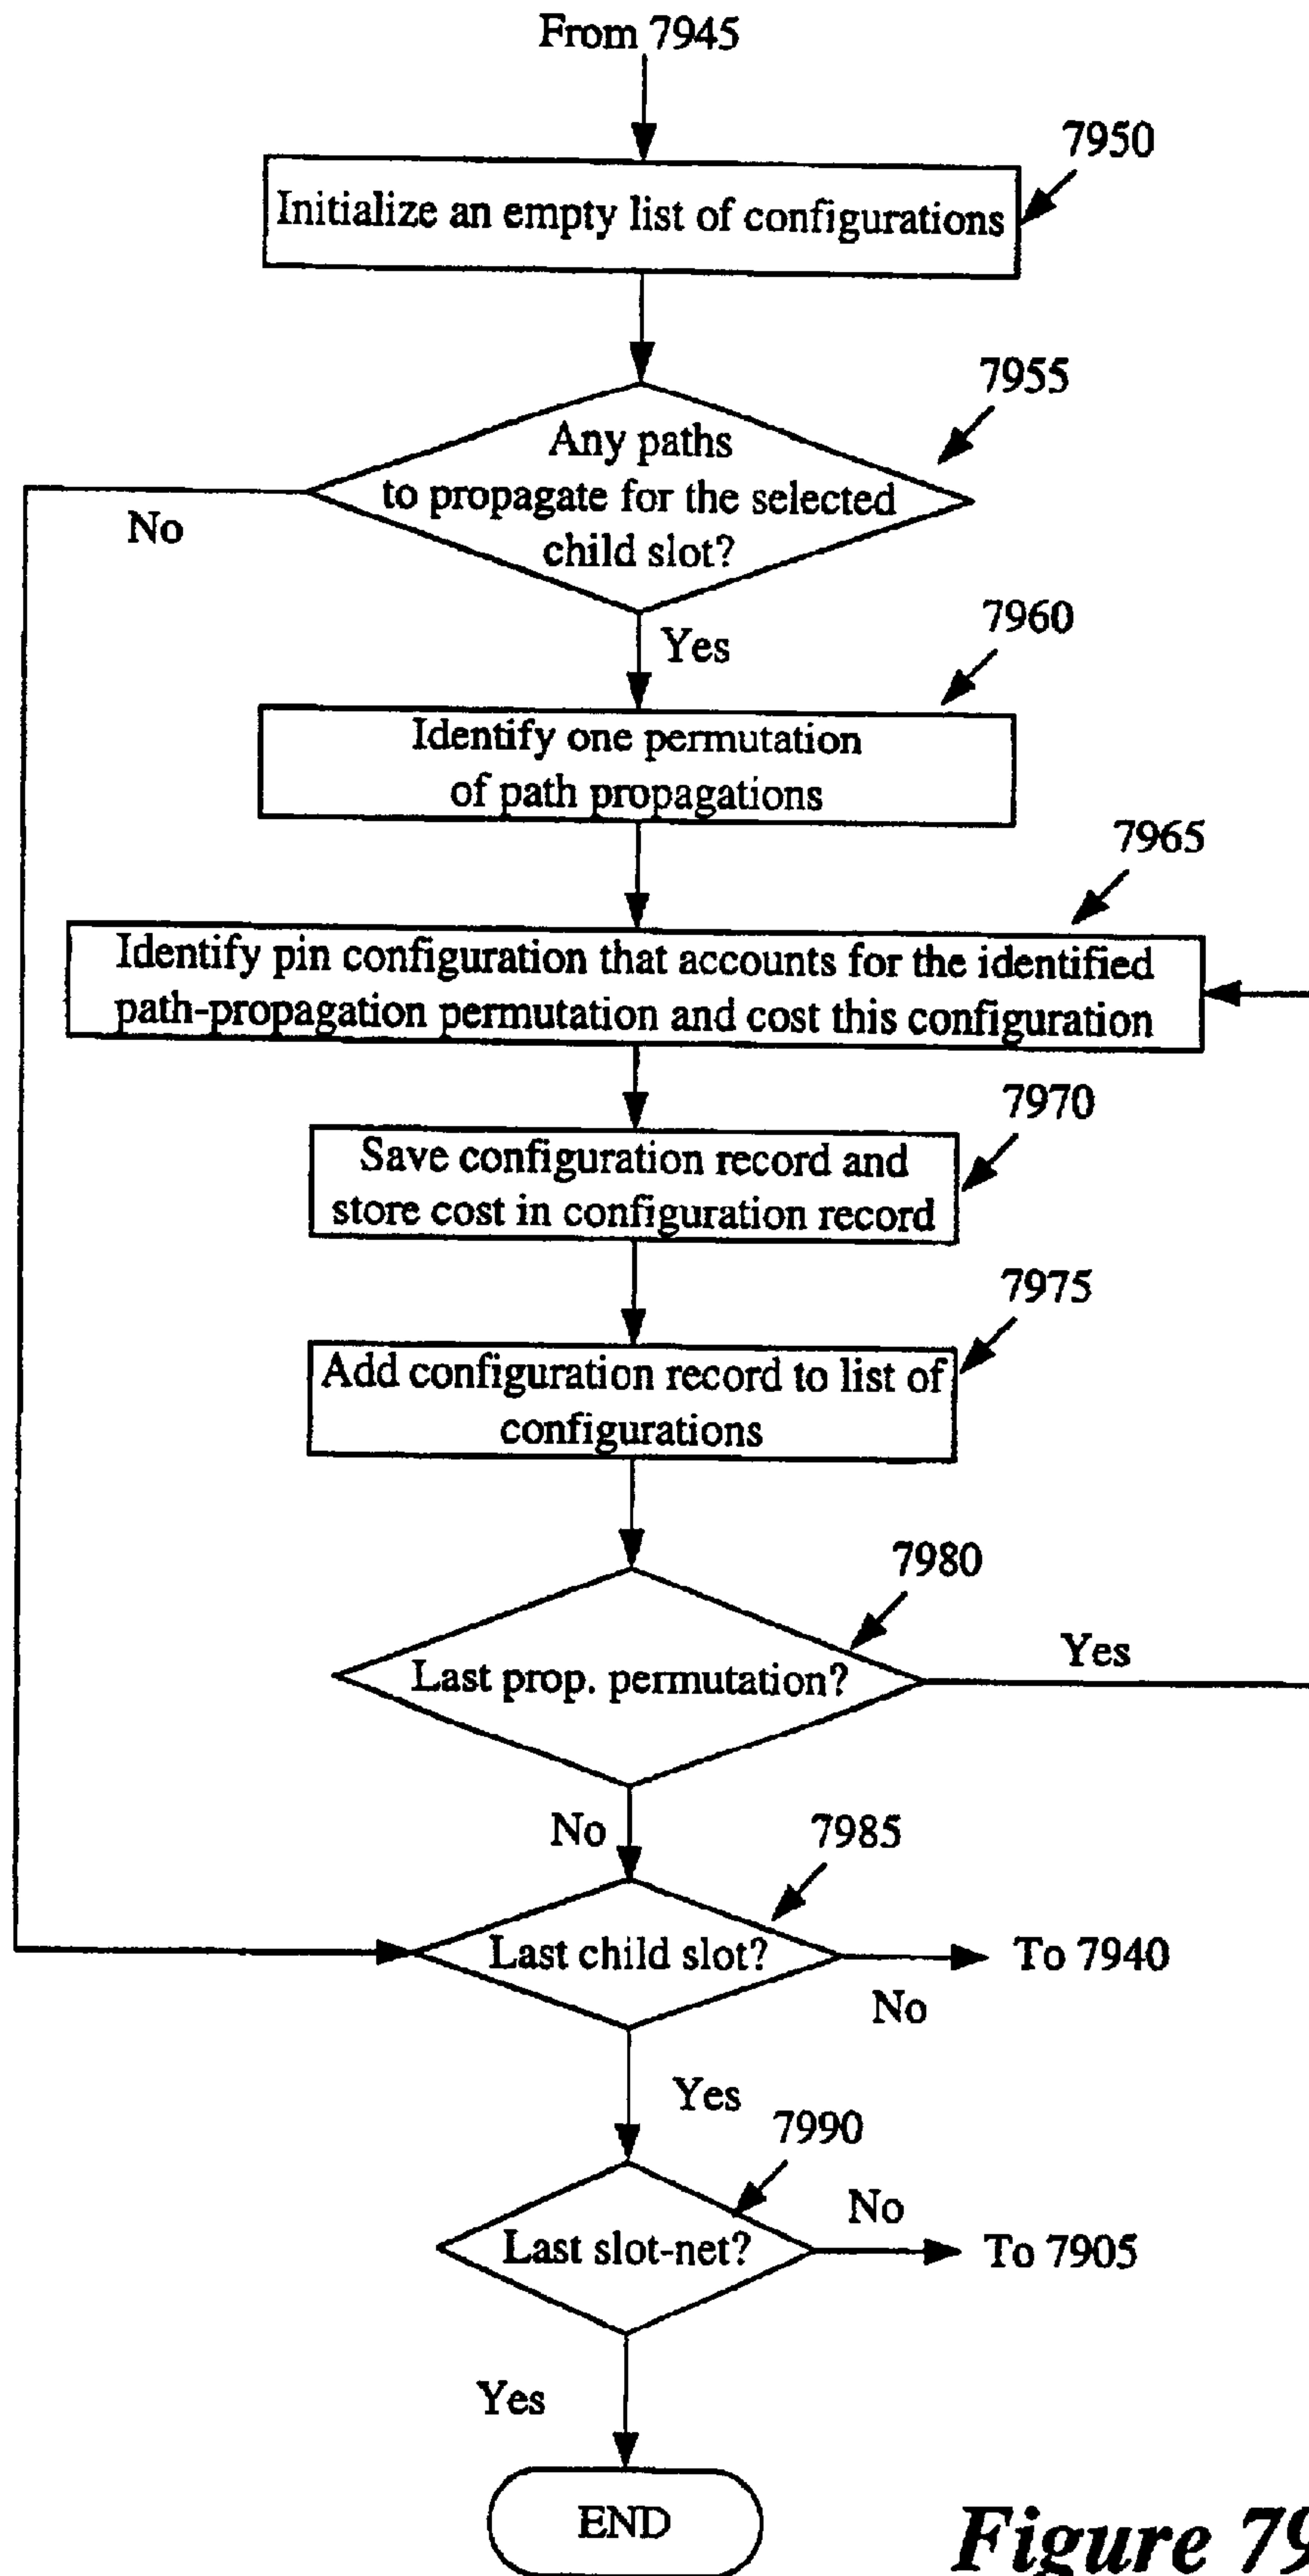 From 7945
7950
Initialize an empty list of configurations
7955
Any paths
to propagate for the selected
child slot?
No
Yes
7960
Identify one permutation
of path propagations
7965
Identify pin configuration that accounts for the identified
path-propagation permutation and cost this configuration
7970
Save configuration record and
store cost in configuration record
7975
Add configuration record to list of
configurations
7980
Last prop. permutation?
Yes
No
7985
Last child slot?
To 7940
No
Yes
7990
Last slot-net?
No
To 7905
Yes
END
Figure 79